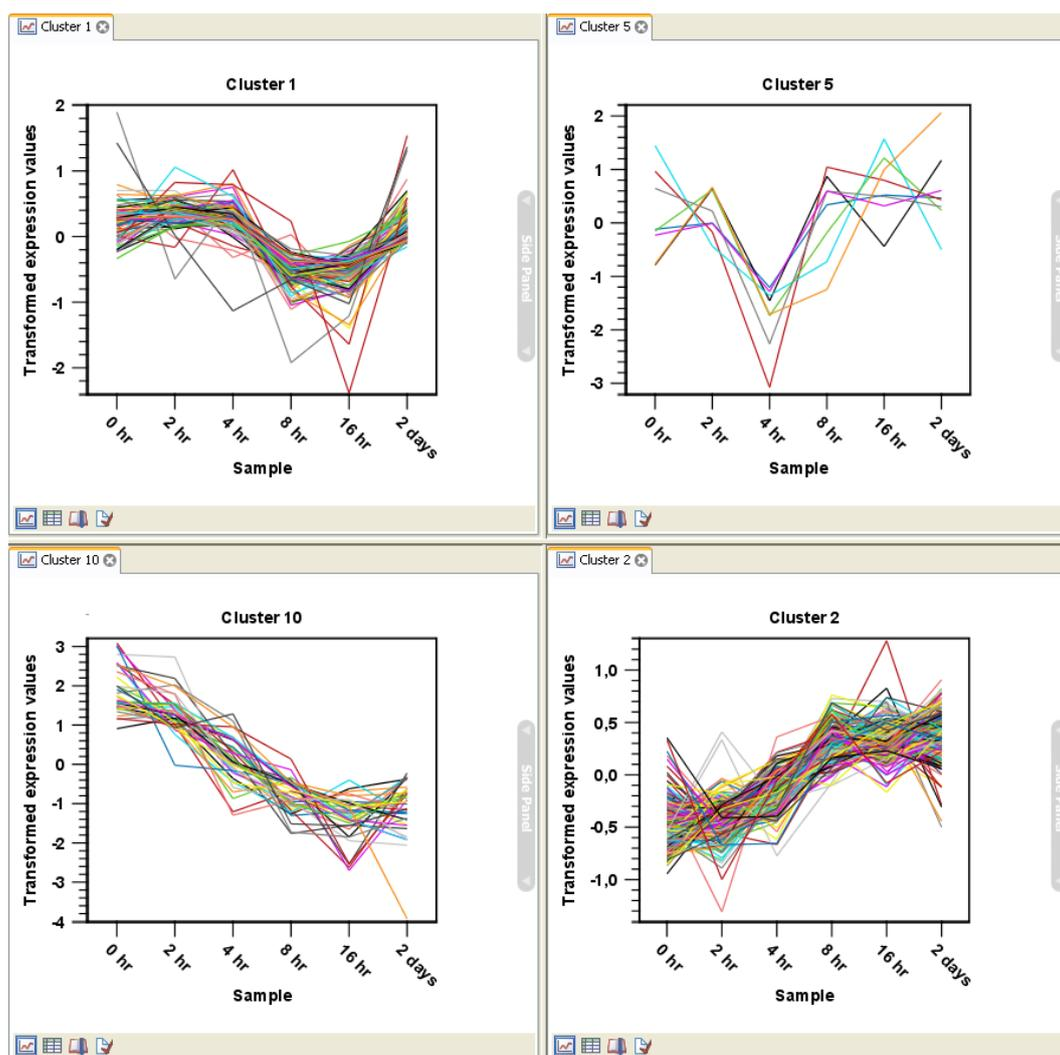 Cluster 1
Cluster 1
Transformed expression values
2
1
0
-1
-2
0 hr
2 hr
4 hr
8 hr
16 hr
2 days
Sample
Side Panel
Cluster 5
Cluster 5
Transformed expression values
2
1
0
-1
-2
-3
0 hr
2 hr
4 hr
8 hr
16 hr
2 days
Sample
Cluster 10
Cluster 10
Transformed expression values
3
2
1
0
-1
-2
-3
-4
0 hr
2 hr
4 hr
8 hr
16 hr
2 days
Sample
Side Panel
Cluster 2
Cluster 2
Transformed expression values
1,0
0,5
0,0
-0,5
-1,0
0 hr
2 hr
4 hr
8 hr
16 hr
2 days
Sample